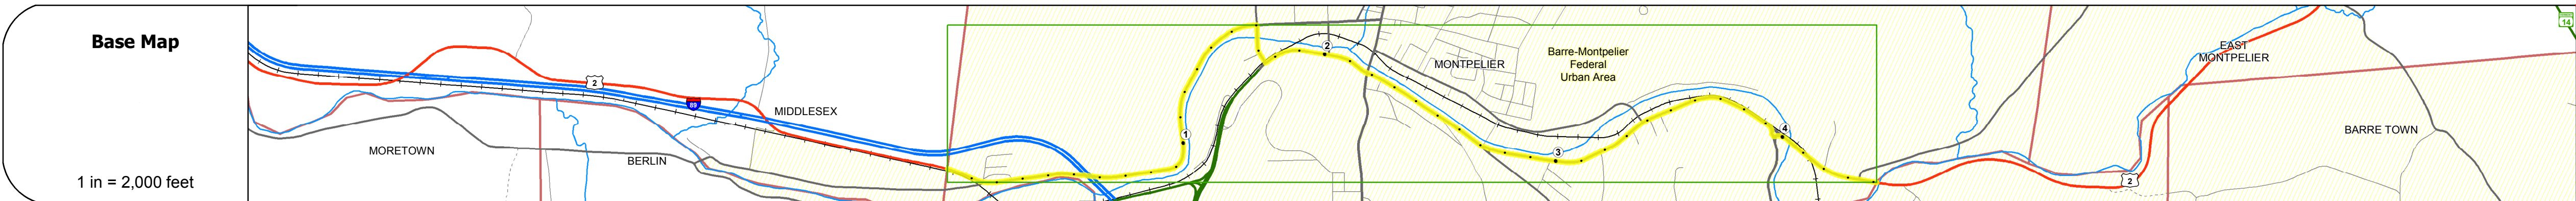 Base Map
1 in = 2,000 feet
2
89
MIDDLESEX
MORETOWN
BERLIN
1
2
MONTPELIER
Barre-Montpelier
Federal
Urban Area
3
4
EAST
MONTPELIER
2
BARRE TOWN
14